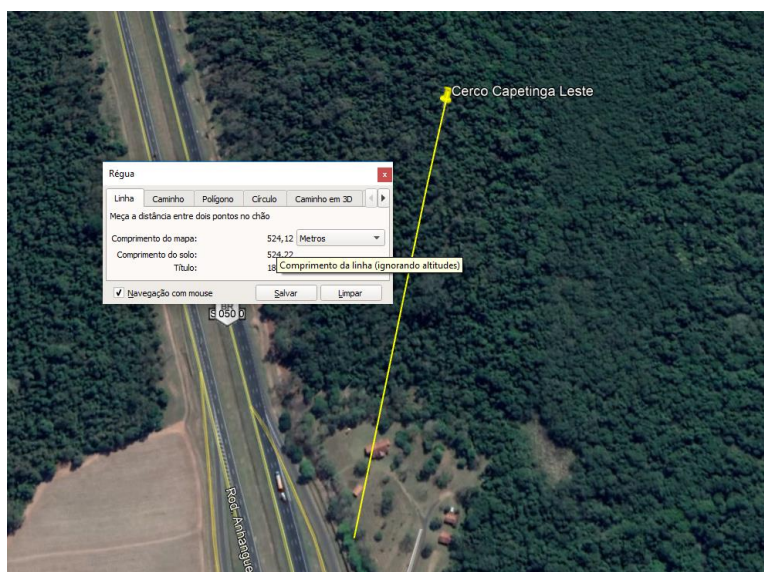 Cerco Capetinga Leste
Régua
x
Linha Caminho Polígono Círculo Caminho em 3D
Meça a distância entre dois pontos no chão
Comprimento do mapa: 524,12 Metros
Comprimento do solo: 524,22
Título: 18
Comprimento da linha (ignorando altitudes)
Navegação com mouse Salvar Limpar
BR
050
Rod. Anhangue